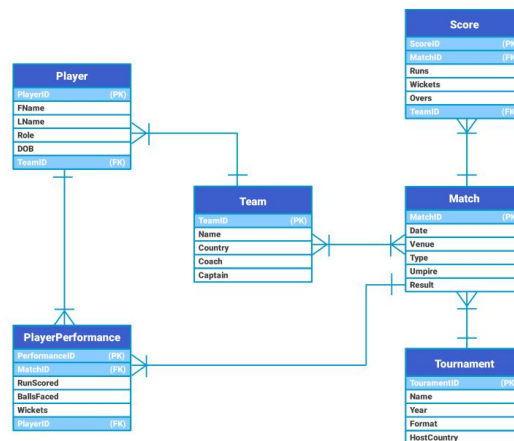 Score
ScoreID (PK)
MatchID (FK)
Runs
Wickets
Overs
TeamID (FK)
Player
PlayerID (PK)
FName
LName
Role
DOB
TeamID (FK)
Team
TeamID (PK)
Name
Country
Coach
Captain
Match
MatchID (PK)
Date
Venue
Type
Umpire
Result
PlayerPerformance
PerformanceID (PK)
MatchID (FK)
RunScored
BallsFaced
Wickets
PlayerID (FK)
Tournament
TouramentID (PK)
Name
Year
Format
HostCountry